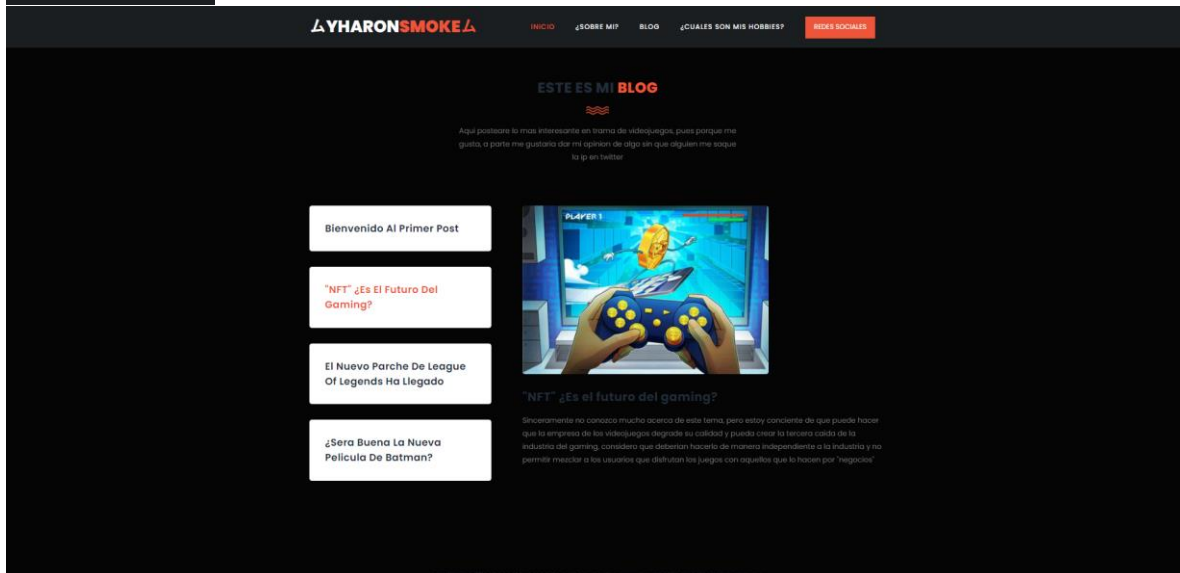 YHARONSMOKE
INICIO
¿SOBRE MI?
BLOG
¿CUALES SON MIS HOBBIES?
REDES SOCIALES
ESTE ES MI BLOG
Aqui posteare lo mas interesante en trama de videojuegos, pues porque me
gusta, a parte me gustaria dar mi opinion de algo sin que alguien me saque
la ip en twitter
Bienvenido Al Primer Post
"NFT" ¿Es El Futuro Del
Gaming?
El Nuevo Parche De League
Of Legends Ha Llegado
¿Sera Buena La Nueva
Pelicula De Batman?
PLAYER 1
"NFT" ¿Es el futuro del gaming?
Sinceramente no conozco mucho acerca de este tema, pero estoy conciente de que puede hacer
que la empresa de los videojuegos degrade su calidad y pueda crear la tercera caida de la
industria del gaming, considero que deberian hacerlo de manera independiente a la industria y no
permitir mezclar a los usuarios que disfrutan los juegos con aquellos que lo hacen por "negocios"